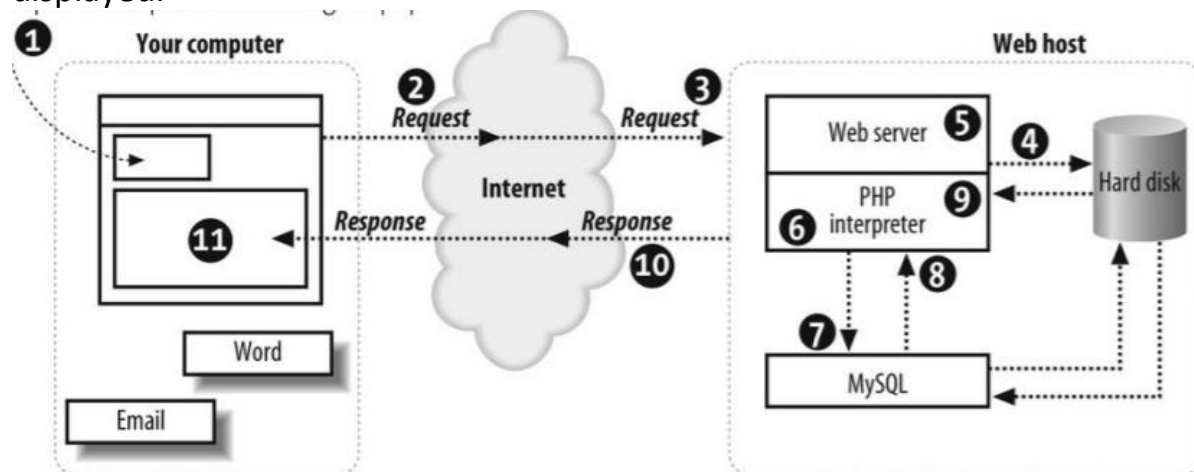 displayed.
1 Your computer Web host
2 3
Request Request
Web server 5 4
Internet Hard disk
PHP 9
interpreter
6
Response Response
11
10 8
7
Word
MySQL
Email